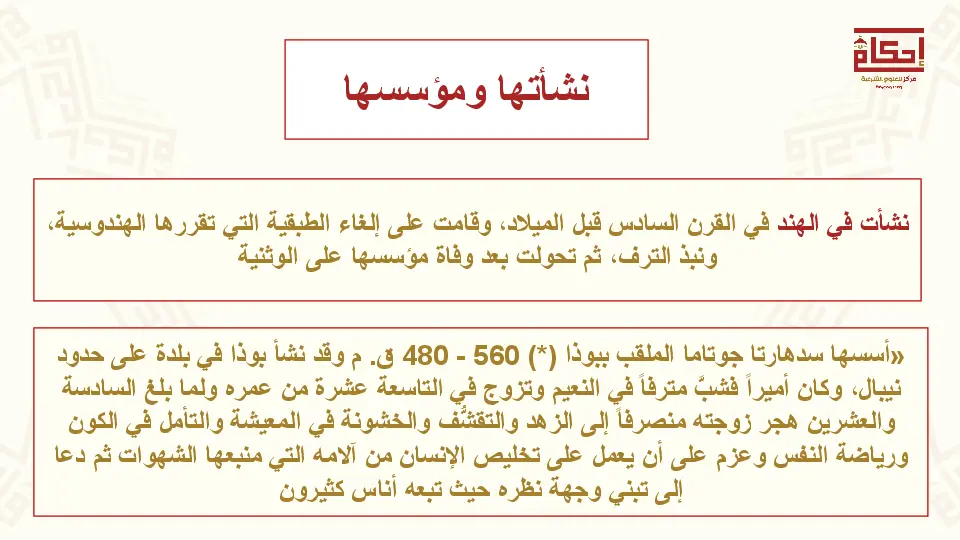 إحكام
مركز للعلوم الشرعية
نشأتها ومؤسسها
نشأت في الهند في القرن السادس قبل الميلاد، وقامت على إلغاء الطبقية التي تقررها الهندوسية،
ونبذ الترف، ثم تحولت بعد وفاة مؤسسها على الوثنية
«أسسها سدهارتا جوتاما الملقب ببوذا (*) 560 - 480 ق. م وقد نشأ بوذا في بلدة على حدود
نيبال، وكان أميراً فشبَّ مترفاً في النعيم وتزوج في التاسعة عشرة من عمره ولما بلغ السادسة
والعشرين هجر زوجته منصرفاً إلى الزهد والتقشُّف والخشونة في المعيشة والتأمل في الكون
ورياضة النفس وعزم على أن يعمل على تخليص الإنسان من آلامه التي منبعها الشهوات ثم دعا
إلى تبني وجهة نظره حيث تبعه أناس كثيرون